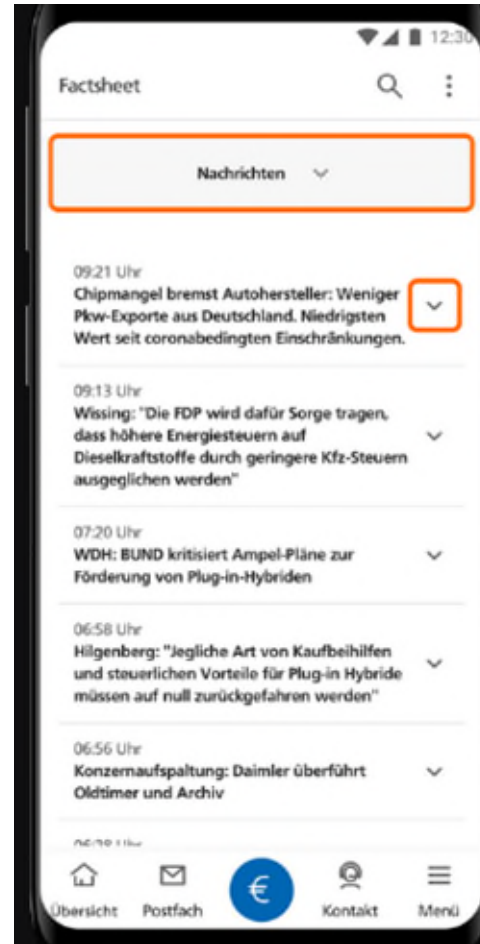 12:30
Factsheet
Nachrichten
09:21 Uhr
Chipmangel bremst Autohersteller: Weniger
Pkw-Exporte aus Deutschland. Niedrigsten
Wert seit coronabedingten Einschränkungen.
09:13 Uhr
Wissing: "Die FDP wird dafür Sorge tragen,
dass höhere Energiesteuern auf
Dieselkraftstoffe durch geringere Kfz-Steuern
ausgeglichen werden"
07:20 Uhr
WDH: BUND kritisiert Ampel-Pläne zur
Förderung von Plug-in-Hybriden
06:58 Uhr
Hilgenberg: "Jegliche Art von Kaufbeihilfen
und steuerlichen Vorteile für Plug-in Hybride
müssen auf null zurückgefahren werden"
06:56 Uhr
Konzernaufspaltung: Daimler überführt
Oldtimer und Archiv
€
Übersicht Postfach Kontakt Menü